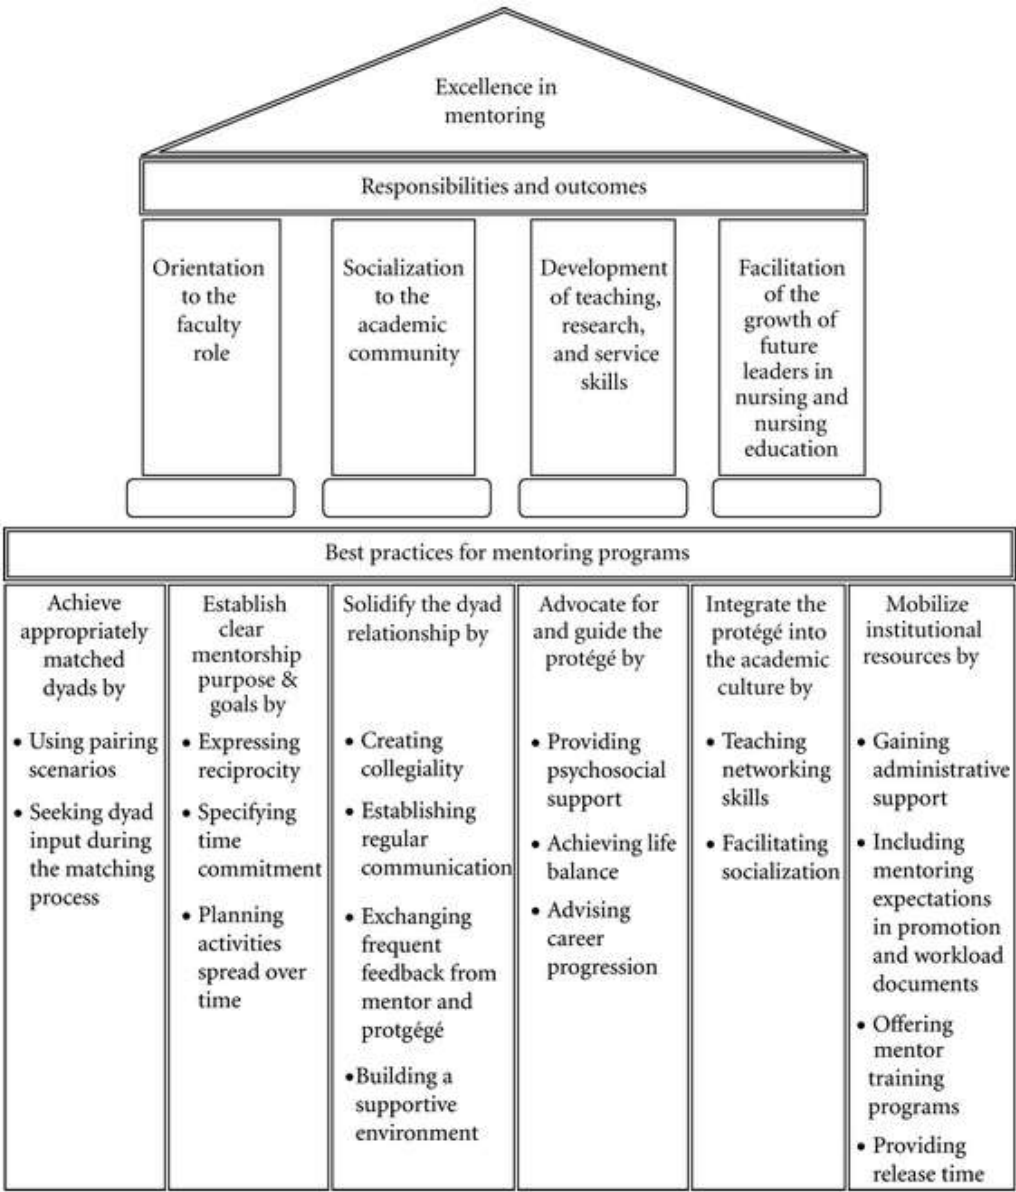 Excellence in
mentoring
Responsibilities and outcomes
Orientation
to the
faculty
role
Socialization
to the
academic
community
Development
of teaching,
research,
and service
skills
Facilitation
of the
growth of
future
leaders in
nursing and
nursing
education
Best practices for mentoring programs
Achieve
appropriately
matched
dyads by
• Using pairing
scenarios
• Seeking dyad
input during
the matching
process
Establish
clear
mentorship
purpose &
goals by
• Expressing
reciprocity
• Specifying
time
commitment
• Planning
activities
spread over
time
Solidify the dyad
relationship by
• Creating
collegiality
• Establishing
regular
communication
• Exchanging
frequent
feedback from
mentor and
protgégé
• Building a
supportive
environment
Advocate for
and guide the
protégé by
• Providing
psychosocial
support
• Achieving life
balance
• Advising
career
progression
Integrate the
protégé into
the academic
culture by
• Teaching
networking
skills
• Facilitating
socialization
Mobilize
institutional
resources by
• Gaining
administrative
support
• Including
mentoring
expectations
in promotion
and workload
documents
• Offering
mentor
training
programs
• Providing
release time